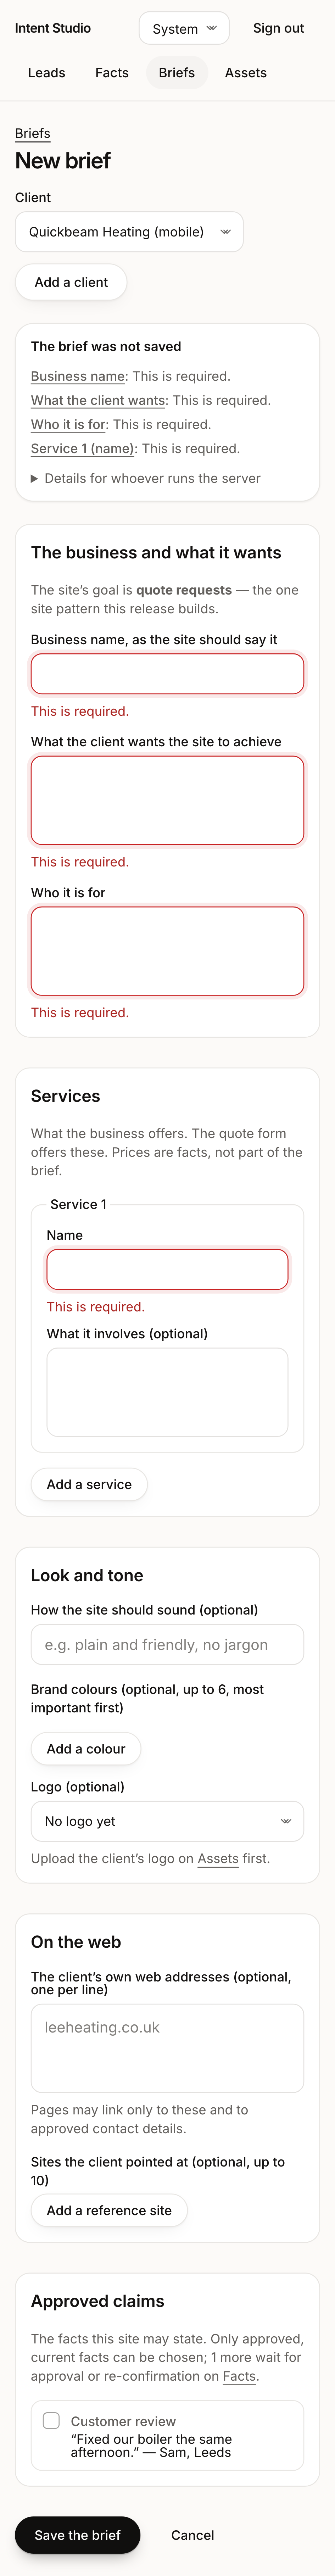 Intent Studio
System
Sign out
Leads
Facts
Briefs
Assets
Briefs
New brief
Client
Quickbeam Heating (mobile)
Add a client
The brief was not saved
Business name: This is required.
What the client wants: This is required.
Who it is for: This is required.
Service 1 (name): This is required.
Details for whoever runs the server
The business and what it wants
The site’s goal is quote requests — the one
site pattern this release builds.
Business name, as the site should say it
This is required.
What the client wants the site to achieve
This is required.
Who it is for
This is required.
Services
What the business offers. The quote form
offers these. Prices are facts, not part of the
brief.
Service 1
Name
This is required.
What it involves (optional)
Add a service
Look and tone
How the site should sound (optional)
e.g. plain and friendly, no jargon
Brand colours (optional, up to 6, most
important first)
Add a colour
Logo (optional)
No logo yet
Upload the client’s logo on Assets first.
On the web
The client’s own web addresses (optional,
one per line)
leeheating.co.uk
Pages may link only to these and to
approved contact details.
Sites the client pointed at (optional, up to
10)
Add a reference site
Approved claims
The facts this site may state. Only approved,
current facts can be chosen; 1 more wait for
approval or re-confirmation on Facts.
Customer review
“Fixed our boiler the same
afternoon.” — Sam, Leeds
Save the brief
Cancel